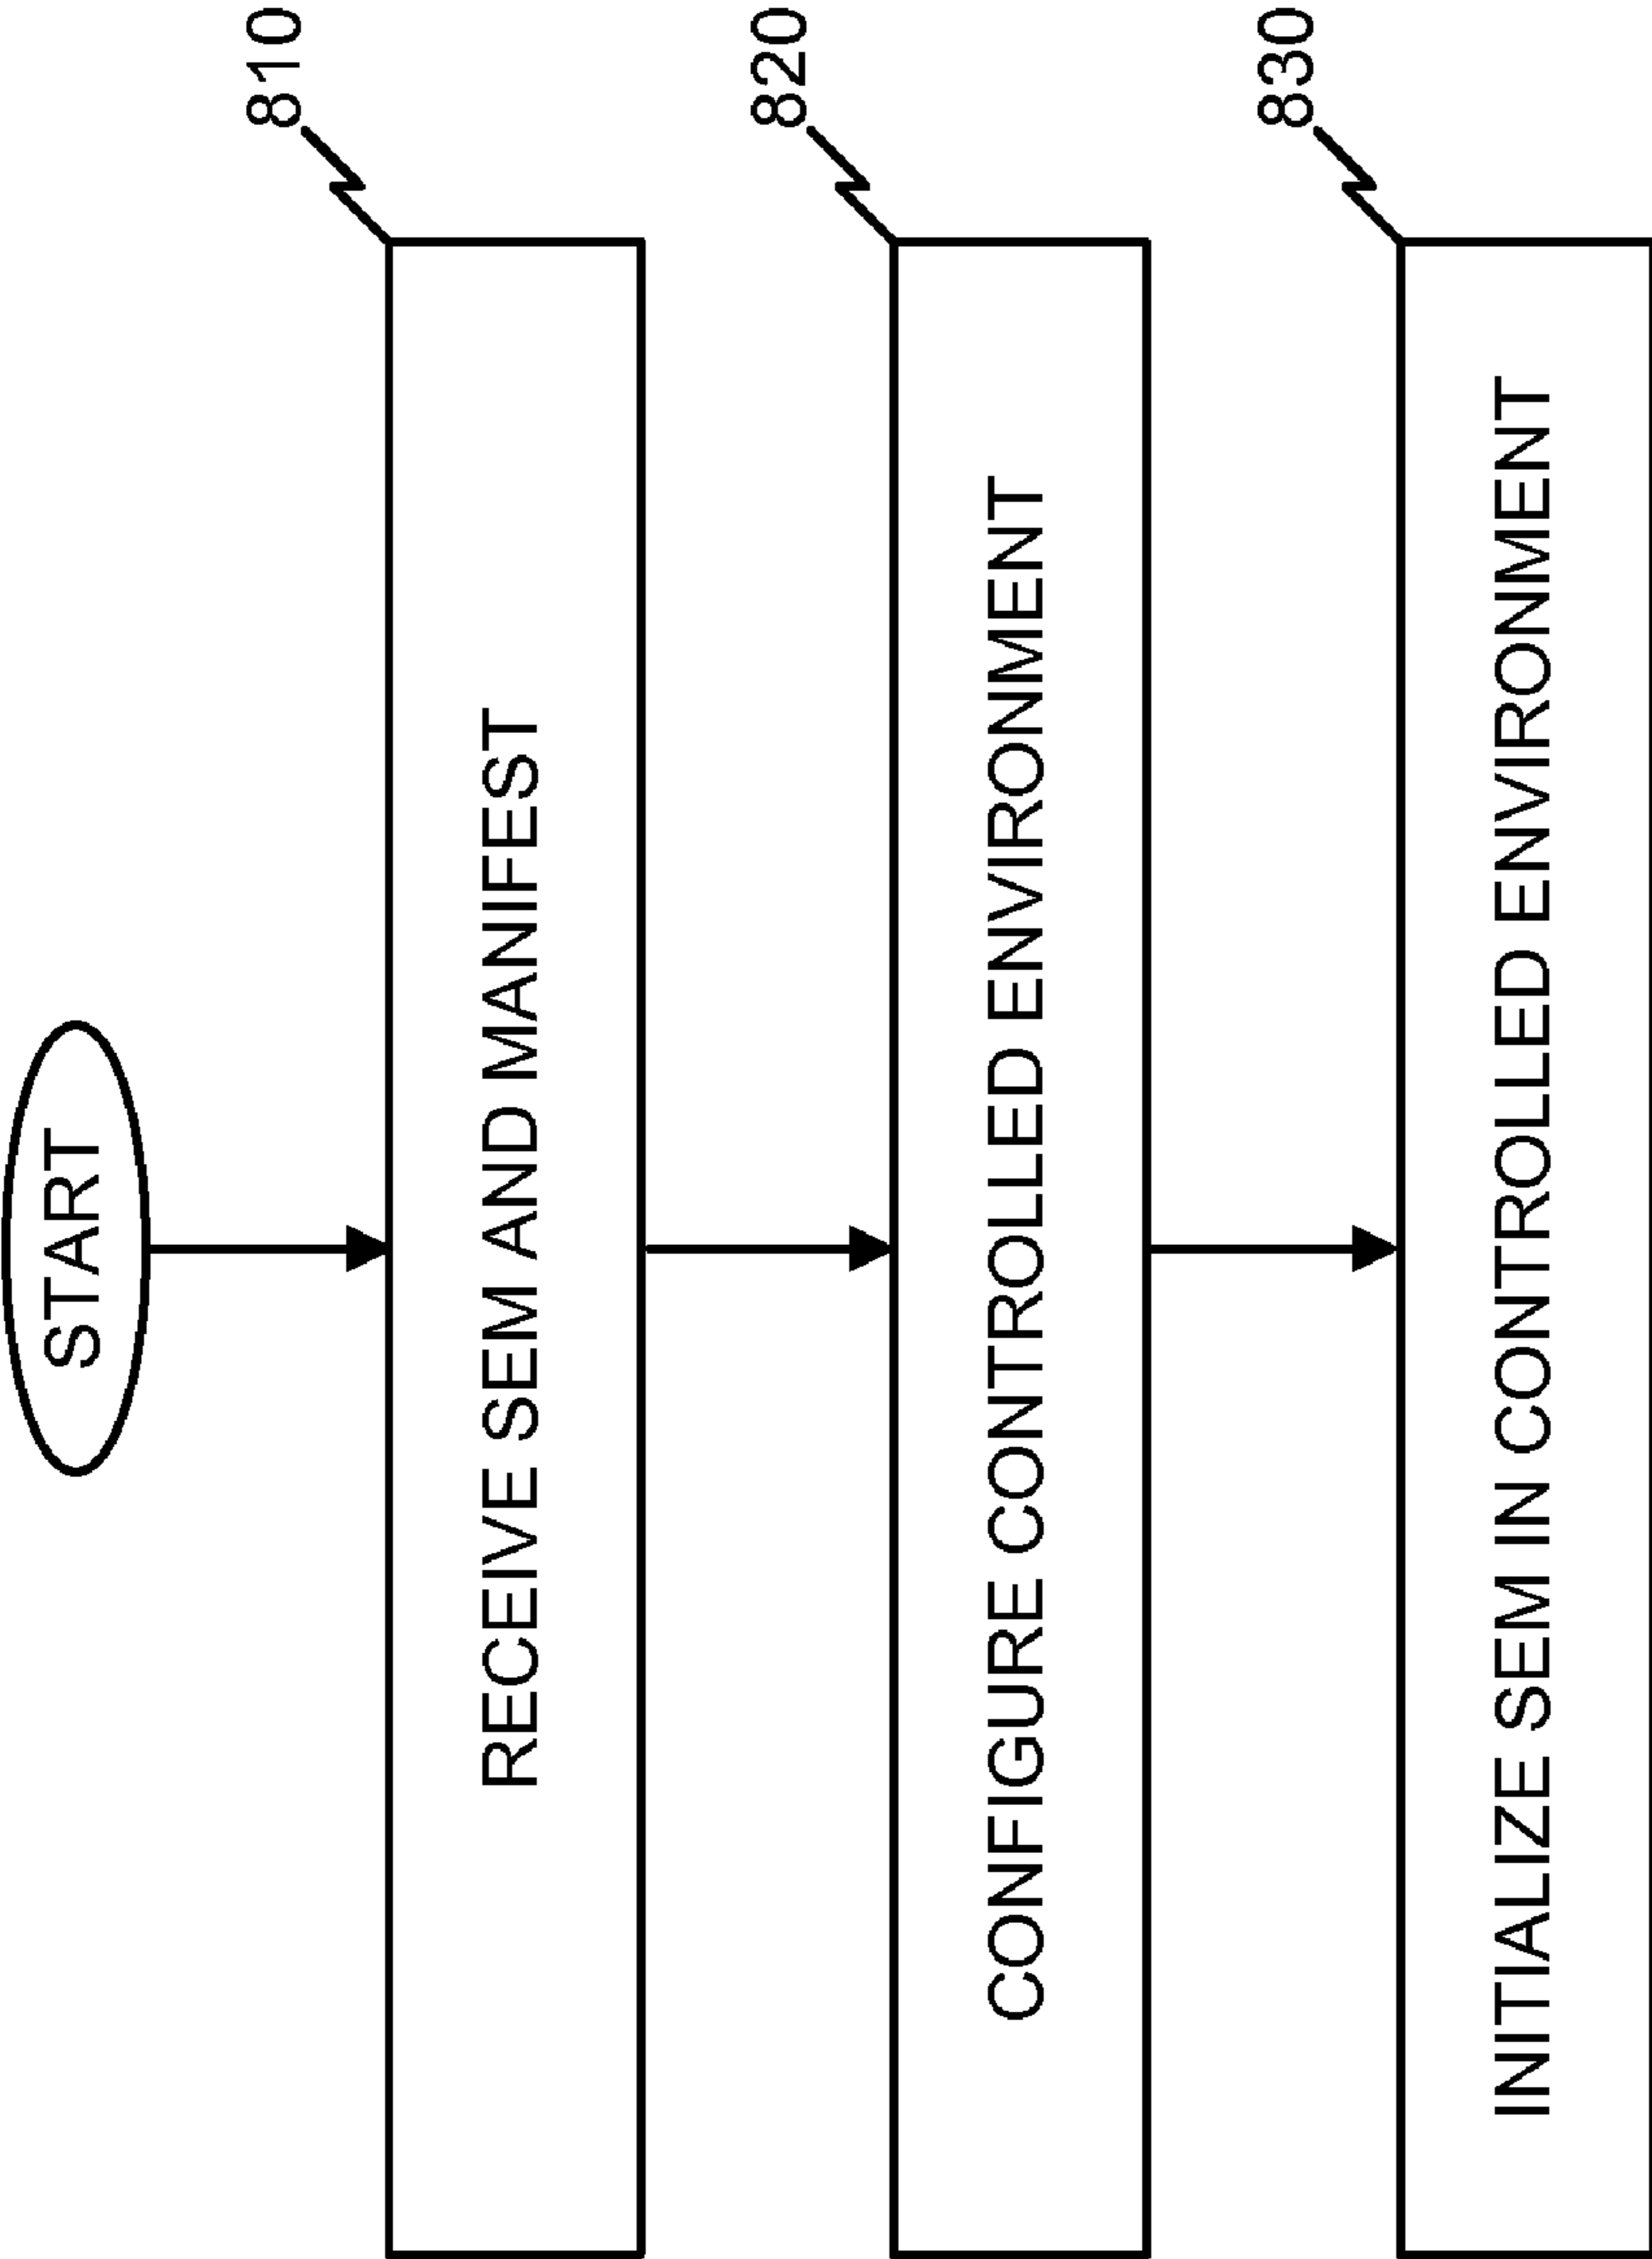 START
810
RECEIVE SEM AND MANIFEST
820
CONFIGURE CONTROLLED ENVIRONMENT
830
INITIALIZE SEM IN CONTROLLED ENVIRONMENT